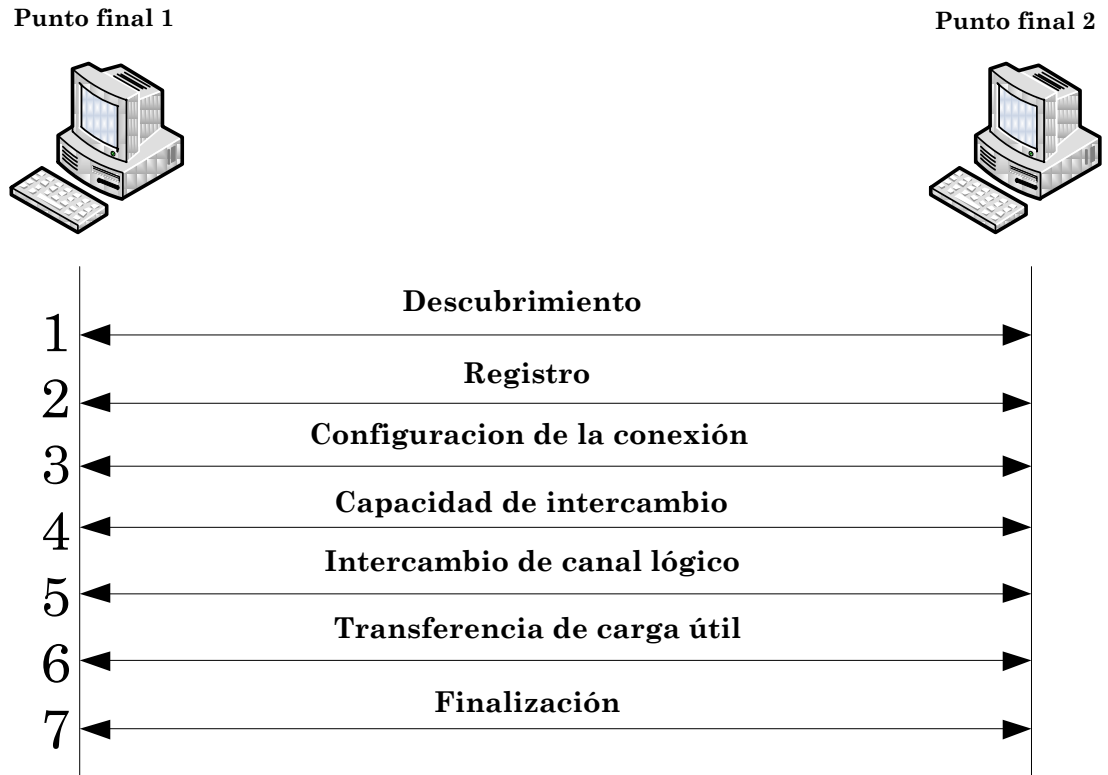 Punto final 1
Punto final 2
Descubrimiento
1
Registro
2
Configuracion de la conexión
3
Capacidad de intercambio
4
Intercambio de canal lógico
5
Transferencia de carga útil
6
Finalización
7